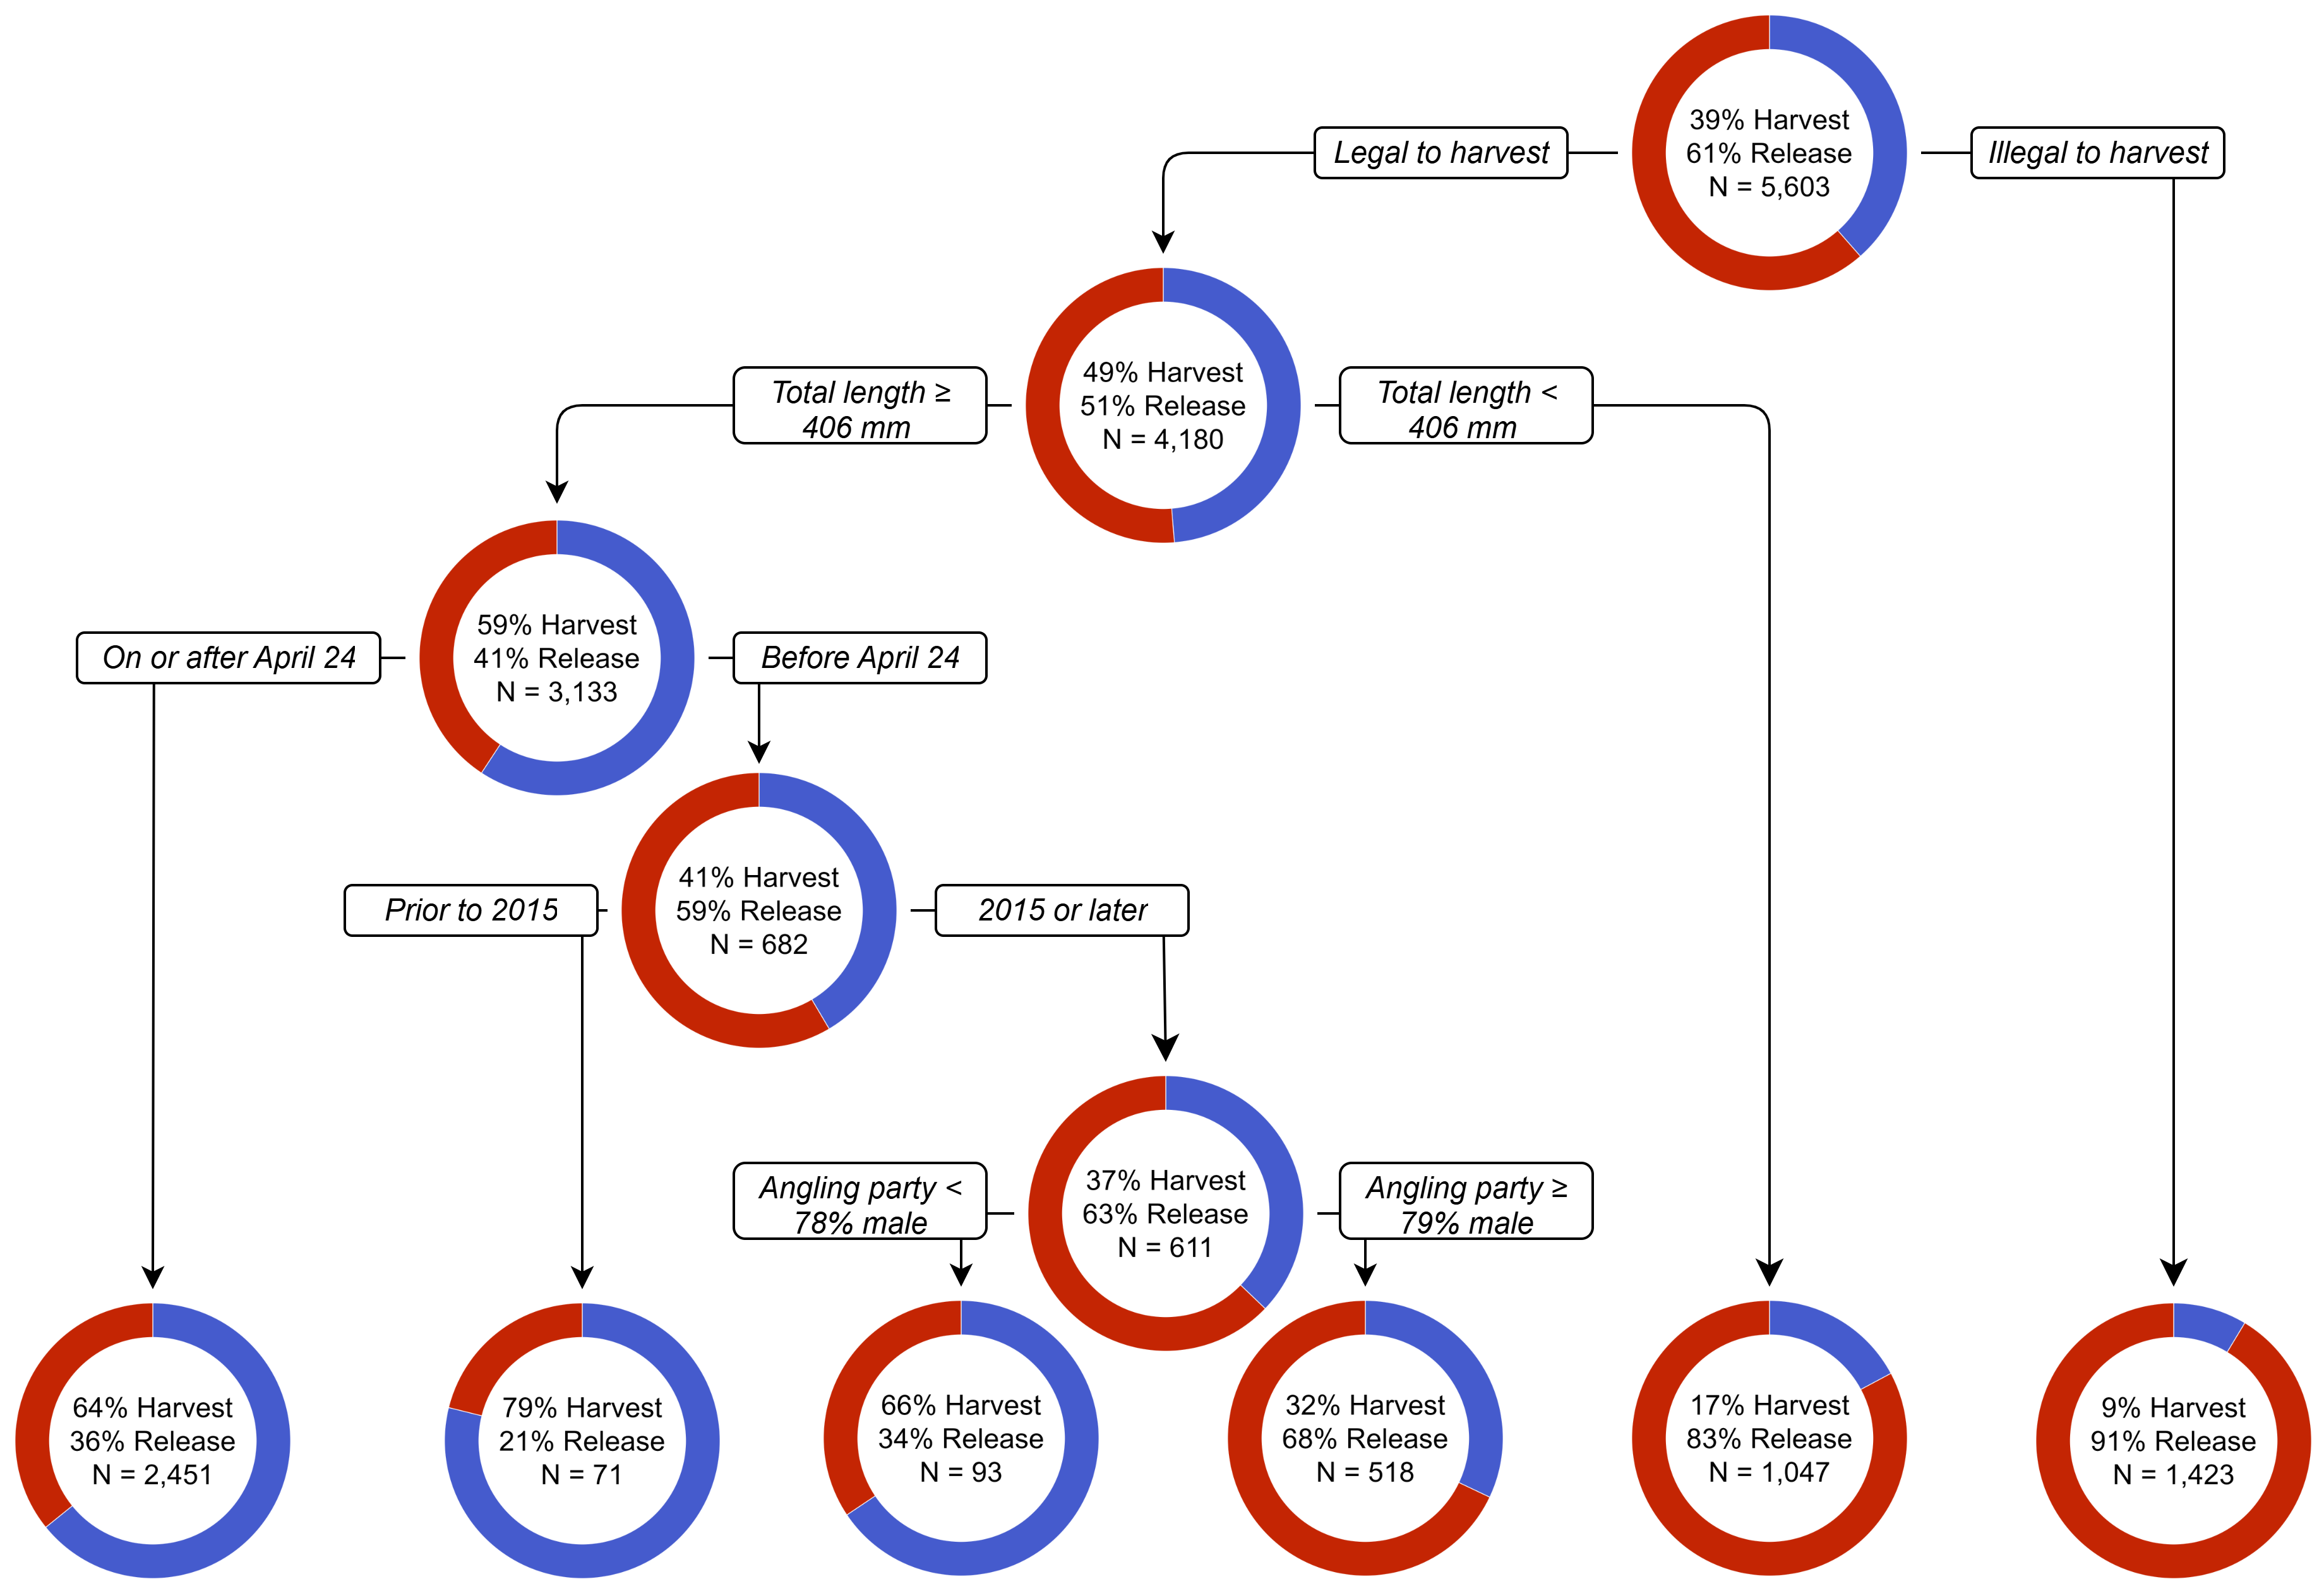 39% Harvest
61% Release
N = 5,603
Legal to harvest
Illegal to harvest
49% Harvest
51% Release
N = 4,180
Total length ≥
406 mm
Total length <
406 mm
59% Harvest
41% Release
N = 3,133
On or after April 24
Before April 24
41% Harvest
59% Release
N = 682
Prior to 2015
2015 or later
37% Harvest
63% Release
N = 611
Angling party <
78% male
Angling party ≥
79% male
64% Harvest
36% Release
N = 2,451
79% Harvest
21% Release
N = 71
66% Harvest
34% Release
N = 93
32% Harvest
68% Release
N = 518
17% Harvest
83% Release
N = 1,047
9% Harvest
91% Release
N = 1,423